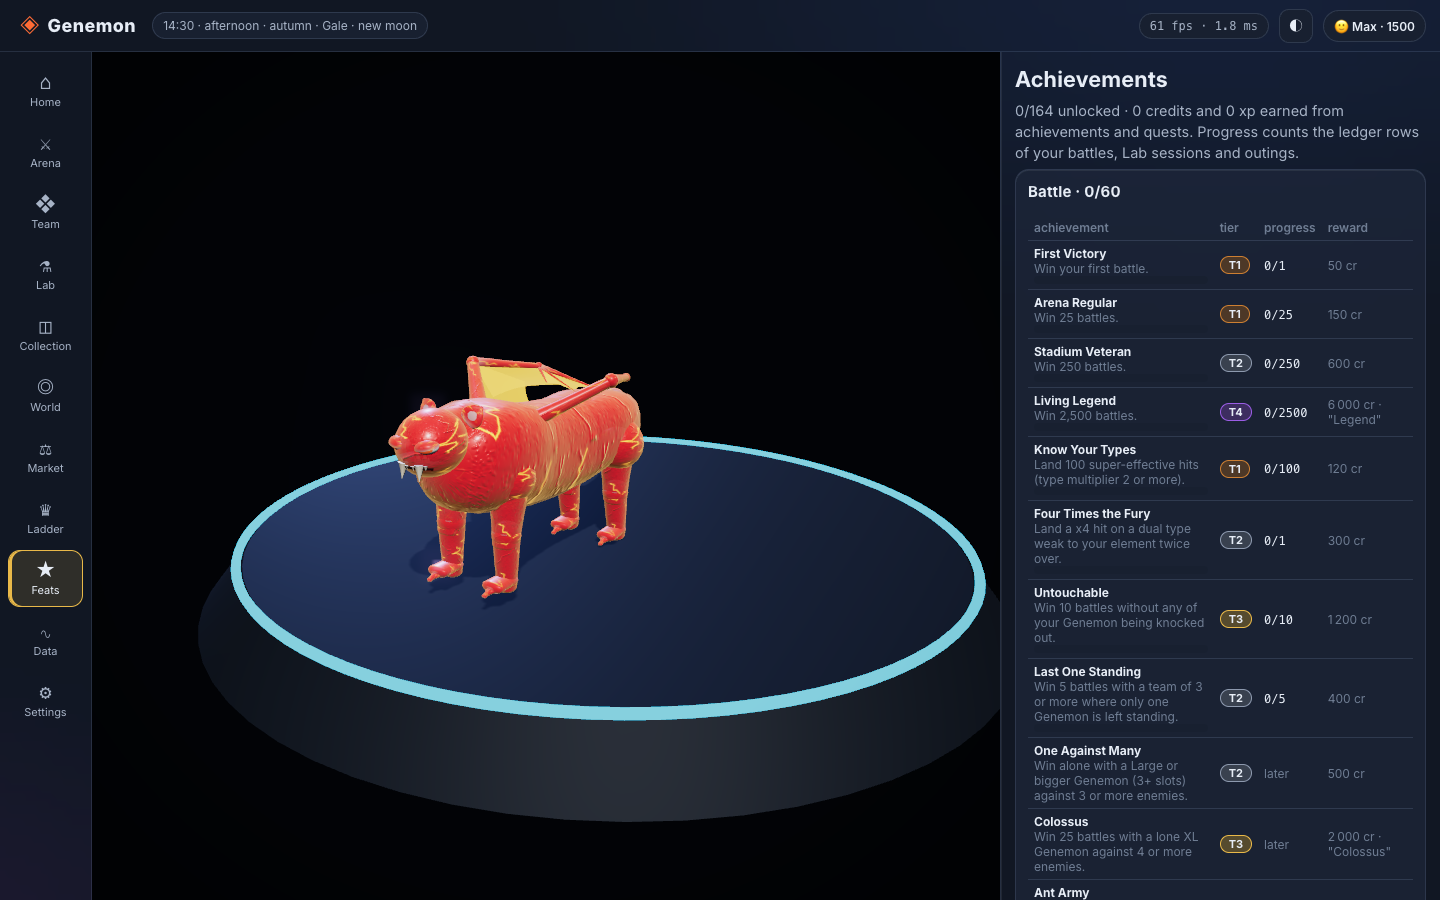 Genemon
14:30 · afternoon · autumn · Gale · new moon
61 fps · 1.8 ms
Max · 1500
Home
Arena
Team
Lab
Collection
World
Market
Ladder
Feats
Data
Settings
Achievements
0/164 unlocked · 0 credits and 0 xp earned from
achievements and quests. Progress counts the ledger rows
of your battles, Lab sessions and outings.
Battle · 0/60
achievement tier progress reward
First Victory
Win your first battle.
T1 0/1 50 cr
Arena Regular
Win 25 battles.
T1 0/25 150 cr
Stadium Veteran
Win 250 battles.
T2 0/250 600 cr
Living Legend
Win 2,500 battles.
T4 0/2500 6 000 cr ·
"Legend"
Know Your Types
Land 100 super-effective hits
(type multiplier 2 or more).
T1 0/100 120 cr
Four Times the Fury
Land a x4 hit on a dual type
weak to your element twice
over.
T2 0/1 300 cr
Untouchable
Win 10 battles without any of
your Genemon being knocked
out.
T3 0/10 1 200 cr
Last One Standing
Win 5 battles with a team of 3
or more where only one
Genemon is left standing.
T2 0/5 400 cr
One Against Many
Win alone with a Large or
bigger Genemon (3+ slots)
against 3 or more enemies.
T2 later 500 cr
Colossus
Win 25 battles with a lone XL
Genemon against 4 or more
enemies.
T3 later 2 000 cr ·
"Colossus"
Ant Army